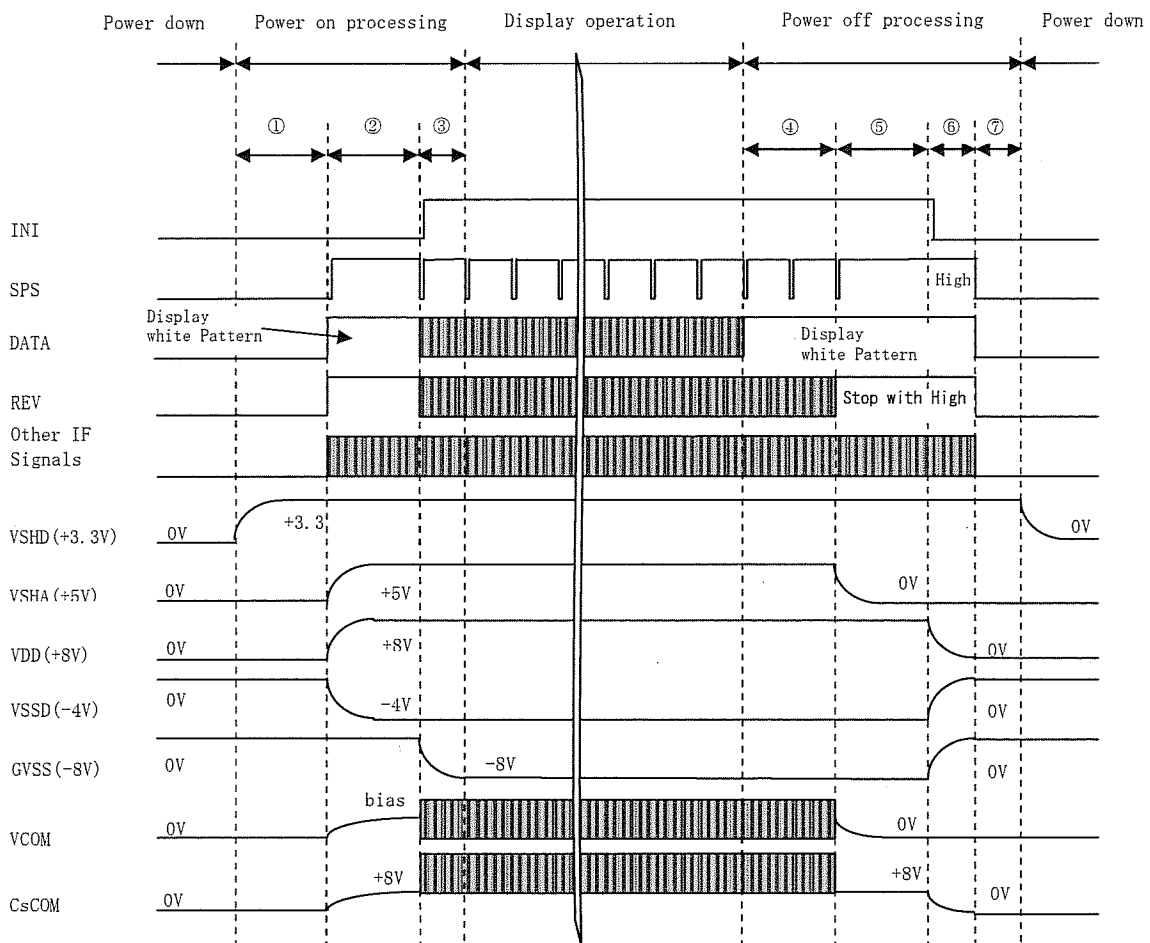 Power down Power on processing Display operation Power off processing Power down
① ② ③ ④ ⑤ ⑥ ⑦
INI
SPS High
Display
white Pattern
DATA
Display
white Pattern
REV Stop with High
Other IF
Signals
VSHD(+3.3V) 0V +3.3 0V
VSHA(+5V) 0V +5V 0V
VDD(+8V) 0V +8V 0V
VSSD(-4V) 0V -4V 0V
GVSS(-8V) 0V -8V 0V
bias
VCOM 0V 0V
+8V +8V
CsCOM 0V 0V